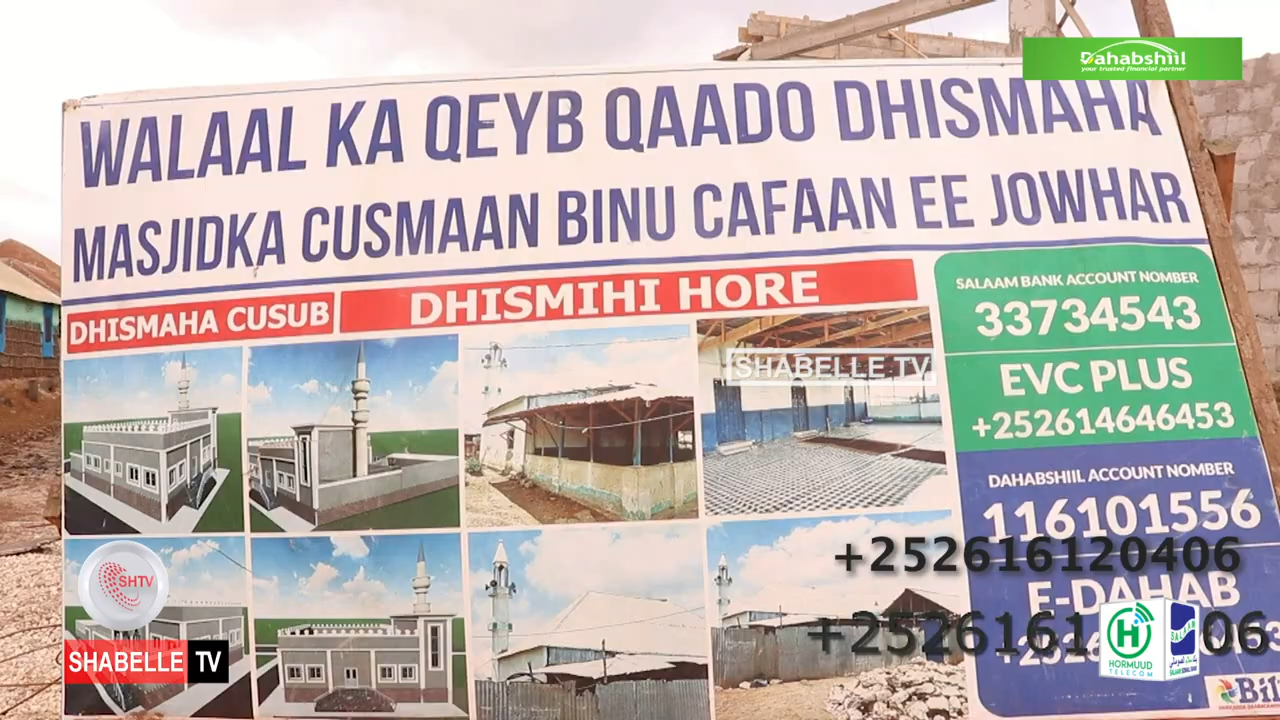 Dahabshiil
your trusted financial partner
WALAAL KA QEYB QAADO DHISMAHA
MASJIDKA CUSMAAN BINU CAFAAN EE JOWHAR
DHISMAHA CUSUB
DHISMIHI HORE
SALAAM BANK ACCOUNT NOMBER
33734543
EVC PLUS
+252614646453
DAHABSHIIL ACCOUNT NOMBER
116101556
E-DAHAB
SHABELLE TV
+252616120406
SHTV
SHABELLE TV
HORMUUD
TELECOM
SALAAM